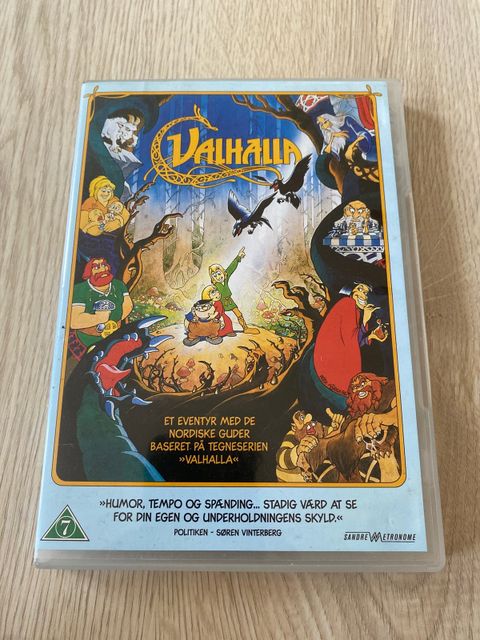 VALHALLA
ET EVENTYR MED DE
NORDISKE GUDER
BASERET PÅ TEGNESERIEN
»VALHALLA«
»HUMOR, TEMPO OG SPÆNDING... STADIG VÆRD AT SE
FOR DIN EGEN OG UNDERHOLDNINGENS SKYLD.«
POLITIKEN - SØREN VINTERBERG
7
SANDREW METRONOME